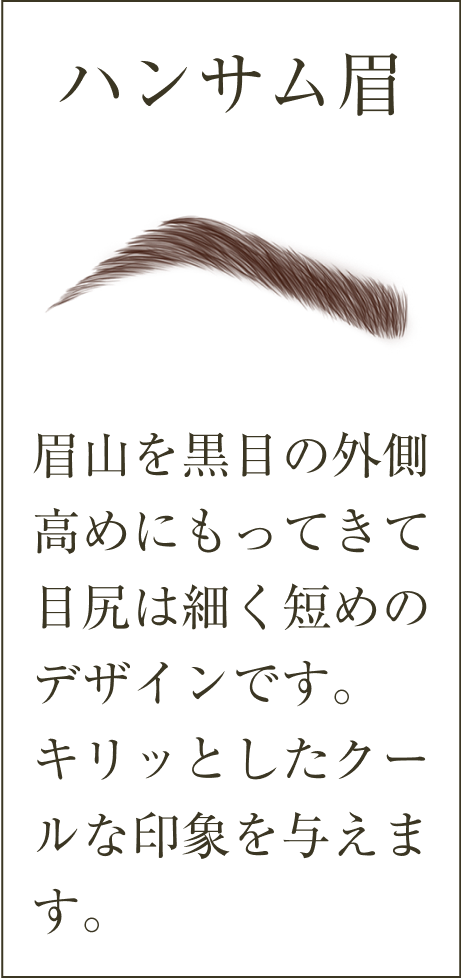 ハンサム眉
眉山を黒目の外側
高めにもってきて
目尻は細く短めの
デザインです。
キリッとしたクー
ルな印象を与えま
す。